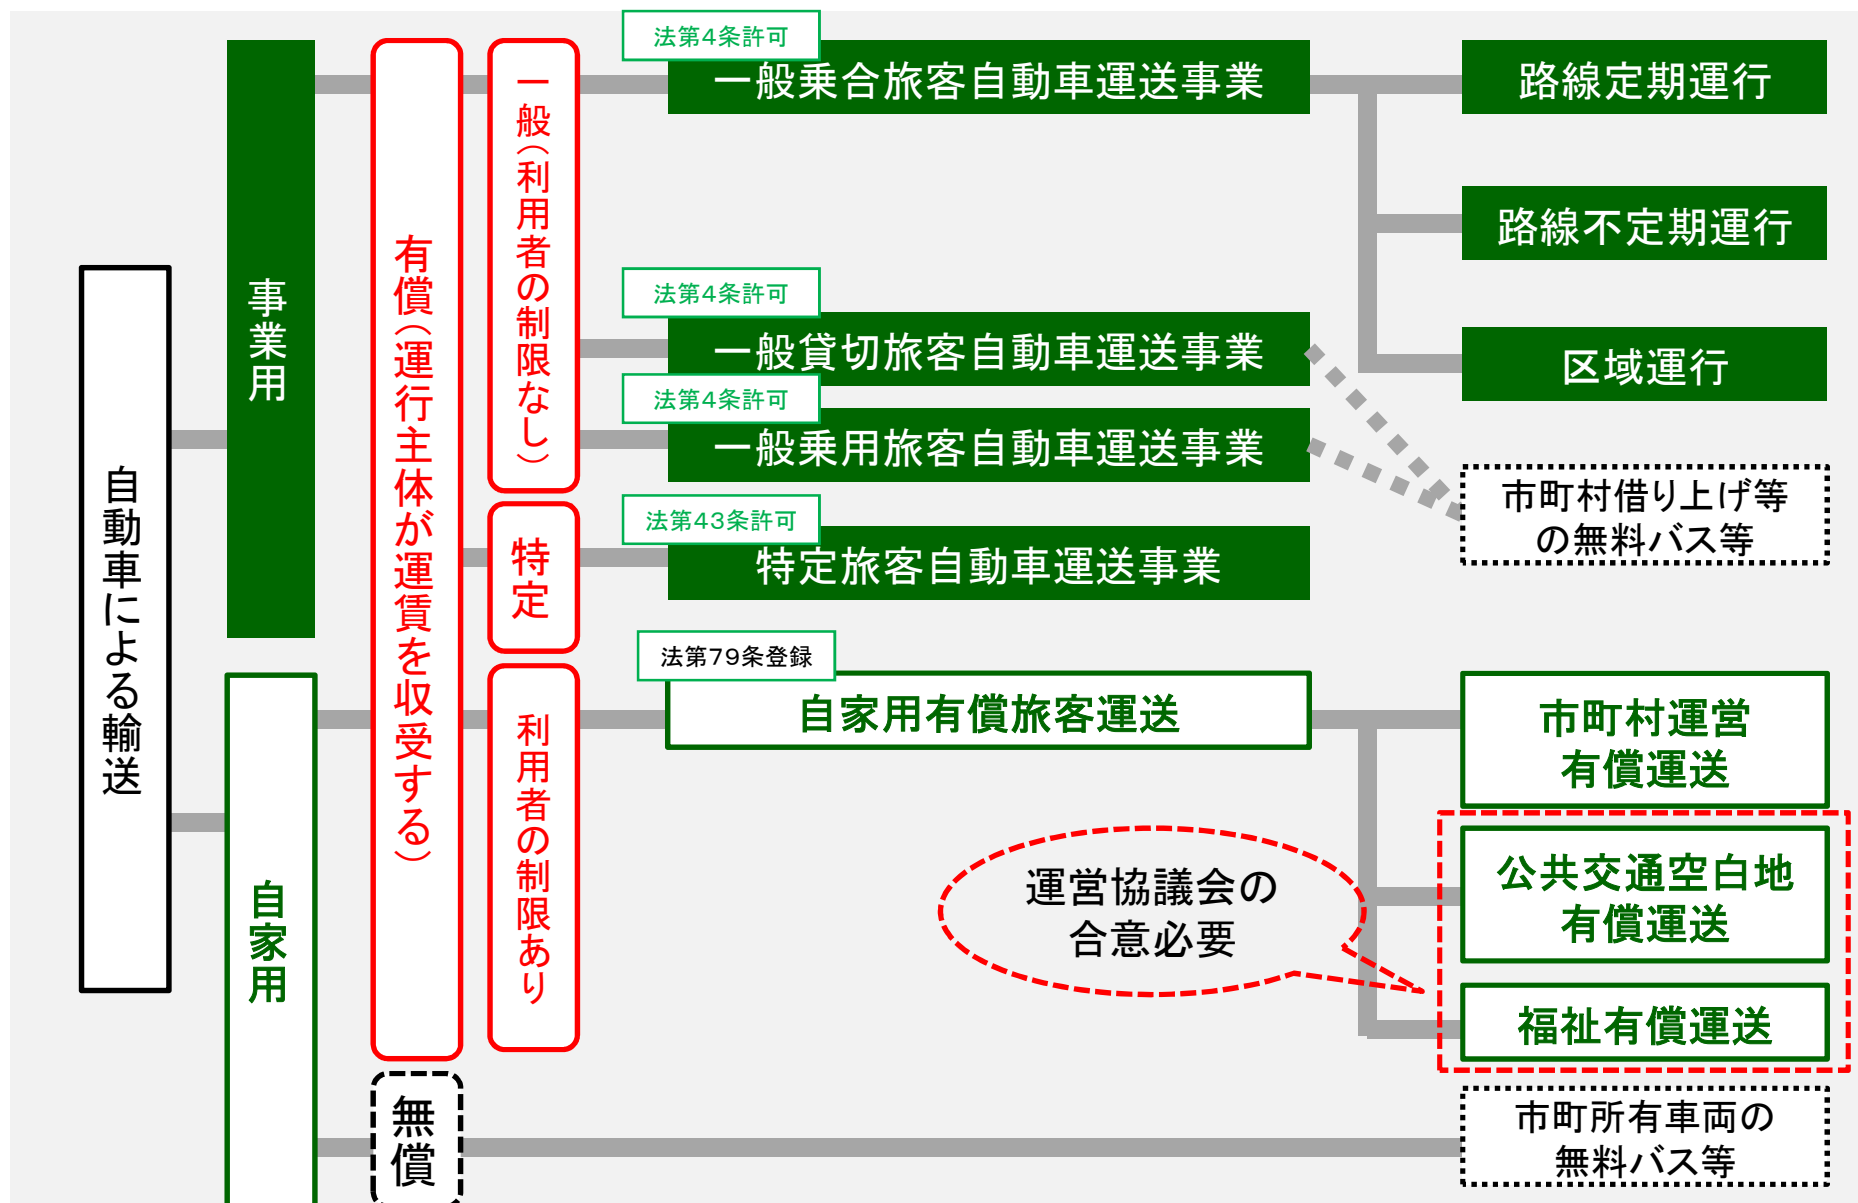 自動車による輸送
事業用
自家用
有償（運行主体が運賃を収受する）
無償
一般（利用者の制限なし）
特定
利用者の制限あり
法第4条許可
一般乗合旅客自動車運送事業
路線定期運行
路線不定期運行
区域運行
法第4条許可
一般貸切旅客自動車運送事業
法第4条許可
一般乗用旅客自動車運送事業
市町村借り上げ等
の無料バス等
法第43条許可
特定旅客自動車運送事業
法第79条登録
自家用有償旅客運送
市町村運営
有償運送
運営協議会の
合意必要
公共交通空白地
有償運送
福祉有償運送
市町所有車両の
無料バス等